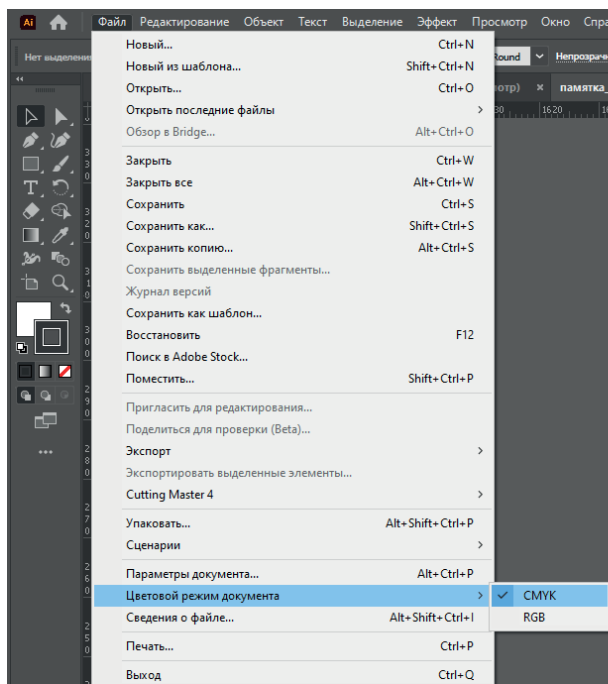 Ai Файл Редактирование Объект Текст Выделение Эффект Просмотр Окно
Нет
Round
Новый... Ctrl+N
Новый из шаблона... Shift+Ctrl+N
Открыть... Ctrl+O
памятка_
Открыть последние файлы
1620
Обзор в Bridge... Alt+Ctrl+O
Закрыть Ctrl+W
Закрыть все Alt+Ctrl+W
Сохранить Ctrl+S
Сохранить как... Shift+Ctrl+S
Сохранить копию... Alt+Ctrl+S
Сохранить выделенные фрагменты...
Журнал версий
Сохранить как шаблон...
Восстановить F12
Поиск в Adobe Stock...
Поместить... Shift+Ctrl+P
Пригласить для редактирования...
Поделиться для проверки (Beta)...
Экспорт
Экспортировать выделенные элементы...
Cutting Master 4
Упаковать... Alt+Shift+Ctrl+P
Сценарии
Параметры документа... Alt+Ctrl+P
Цветовой режим документа CMYK
Сведения о файле... Alt+Shift+Ctrl+I RGB
Печать... Ctrl+P
Выход Ctrl+Q